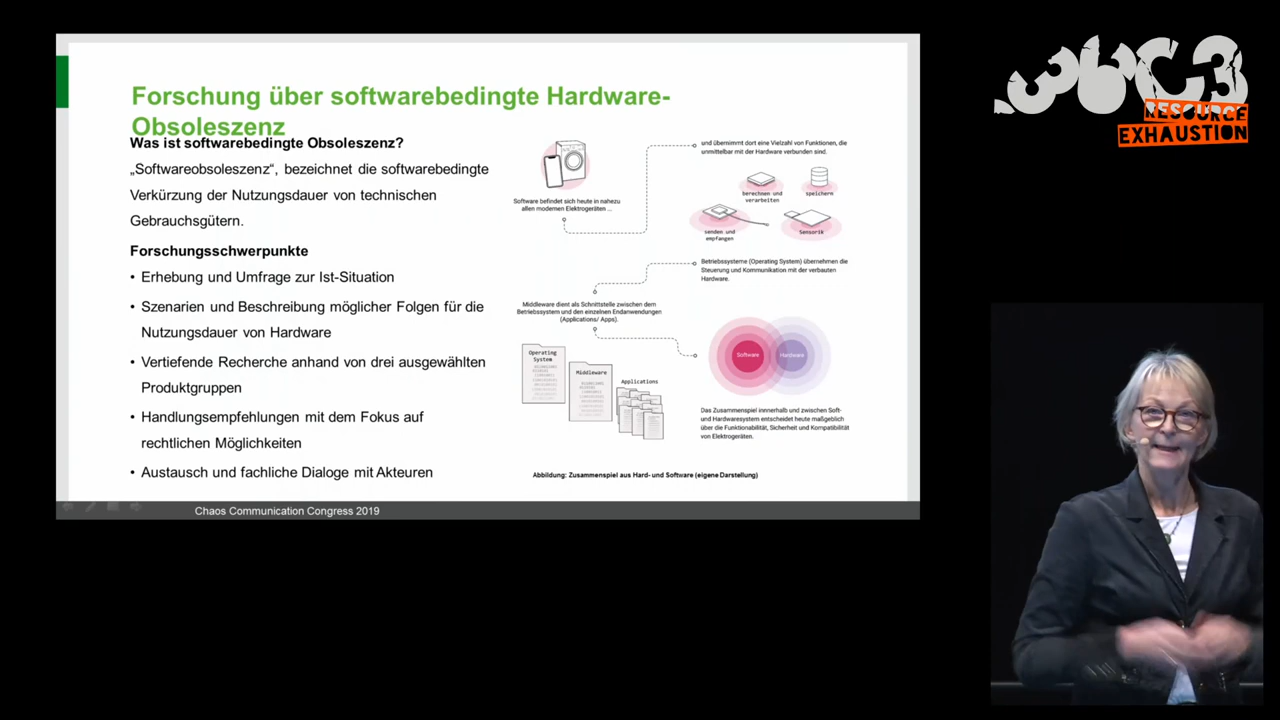 Forschung über softwarebedingte Hardware-
Obsoleszenz
Was ist softwarebedingte Obsoleszenz?
„Softwareobsoleszenz“, bezeichnet die softwarebedingte
Verkürzung der Nutzungsdauer von technischen
Gebrauchsgütern.
Forschungsschwerpunkte
• Erhebung und Umfrage zur Ist-Situation
• Szenarien und Beschreibung möglicher Folgen für die
Nutzungsdauer von Hardware
• Vertiefende Recherche anhand von drei ausgewählten
Produktgruppen
• Handlungsempfehlungen mit dem Fokus auf
rechtlichen Möglichkeiten
• Austausch und fachliche Dialoge mit Akteuren
Software befindet sich heute in nahezu
allen modernen Elektrogeräten ...
und übernimmt dort eine Vielzahl von Funktionen, die
unmittelbar mit der Hardware verbunden sind.
berechnen und
verarbeiten
speichern
senden und
empfangen
Sensorik
Betriebssysteme (Operating System) übernehmen die
Steuerung und Kommunikation mit der verbauten
Hardware.
Middleware dient als Schnittstelle zwischen dem
Betriebssystem und den einzelnen Endanwendungen
(Applications/ Apps).
Operating
System
Middleware
Applications
Software
Hardware
Das Zusammenspiel innnerhalb und zwischen Soft-
und Hardwaresystem entscheidet heute maßgeblich
über die Funktionabilität, Sicherheit und Kompatibilität
von Elektrogeräten.
Abbildung: Zusammenspiel aus Hard- und Software (eigene Darstellung)
Chaos Communication Congress 2019
36C3
RESOURCE
EXHAUSTION